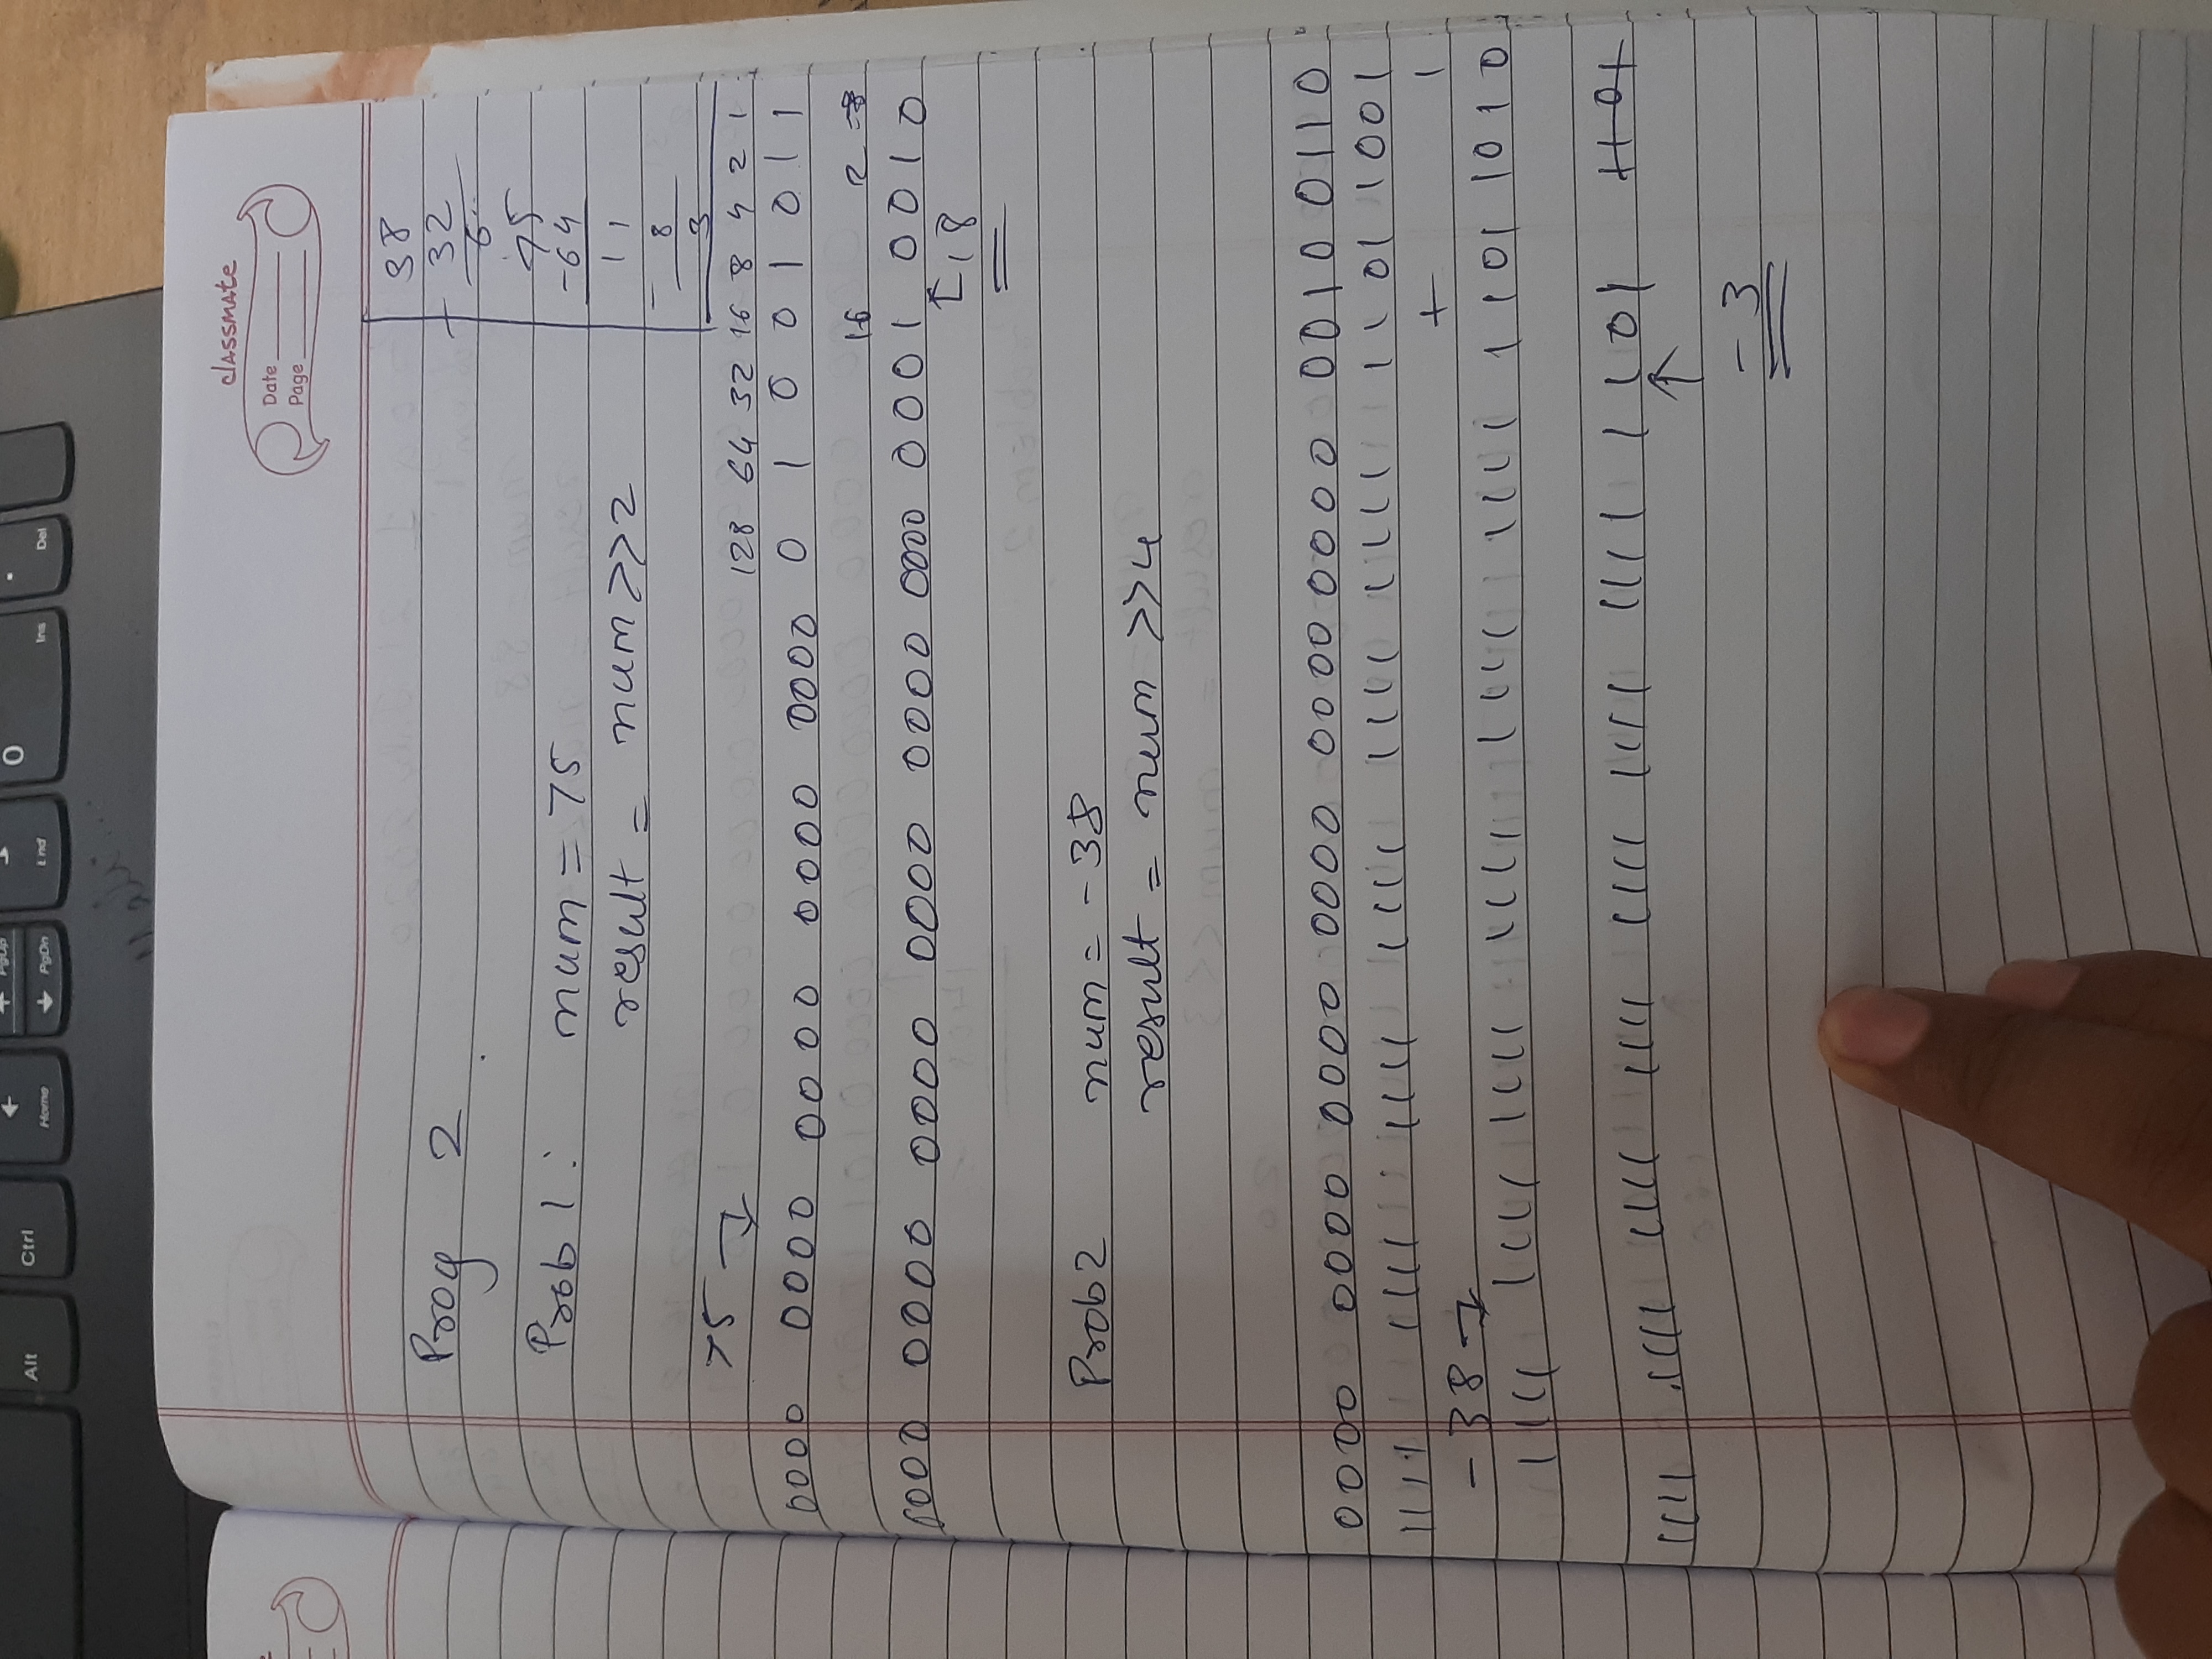 Alt Ctrl Home PgUp PgDn End 0 Ins . Del
classmate
Date
Page
38
- 32
6
Prog 2
75
-64
11
- 8
3
Prob 1: num = 75
result = num >> 2
75
128 64 32 16 8 4 2 1
0000 0000 0000 0000 0000 0 1 0 0 1 0 1 1
16 2
0000 0000 0000 0000 0000 0000 0001 0010
18
Prob 2 num = -38
result = num >> 4
0000 0000 0000 0000 0000 0000 0010 0110
1111 1111 1111 1111 1111 1111 1101 1001
+ 1
-38
1111 1111 1111 1111 1111 1111 1101 1010
1111 1111 1111 1111 1111 1111 1111 1101 1101
-3